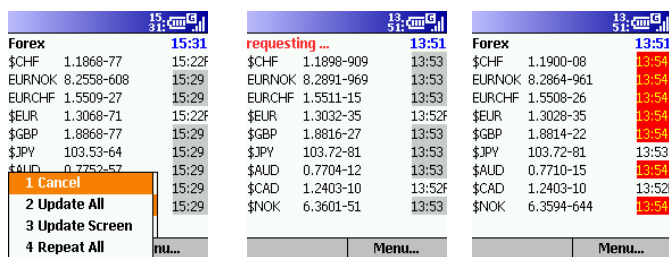 15:
31:
G
Forex 15:31
$CHF 1.1868-77 15:22F
EURNOK 8.2558-608 15:29
EURCHF 1.5509-27 15:29
$EUR 1.3068-71 15:22F
$GBP 1.8868-77 15:29
$JPY 103.53-64 15:29
$AUD 0.7752-57 15:29
1 Cancel 15:29
2 Update All 15:29
3 Update Screen
4 Repeat All nu...
13.
51:
G
requesting ... 13:51
$CHF 1.1898-909 13:53
EURNOK 8.2891-969 13:53
EURCHF 1.5511-15 13:53
$EUR 1.3032-35 13:52F
$GBP 1.8816-27 13:53
$JPY 103.72-81 13:53
$AUD 0.7704-12 13:53
$CAD 1.2403-10 13:52F
$NOK 6.3601-51 13:53
Menu...
13.
51:
G
Forex 13:51
$CHF 1.1900-08 13:54
EURNOK 8.2864-961 13:54
EURCHF 1.5508-26 13:54
$EUR 1.3028-35 13:54
$GBP 1.8814-22 13:54
$JPY 103.72-81 13:53
$AUD 0.7710-15 13:54
$CAD 1.2403-10 13:52
$NOK 6.3594-644 13:54
Menu...